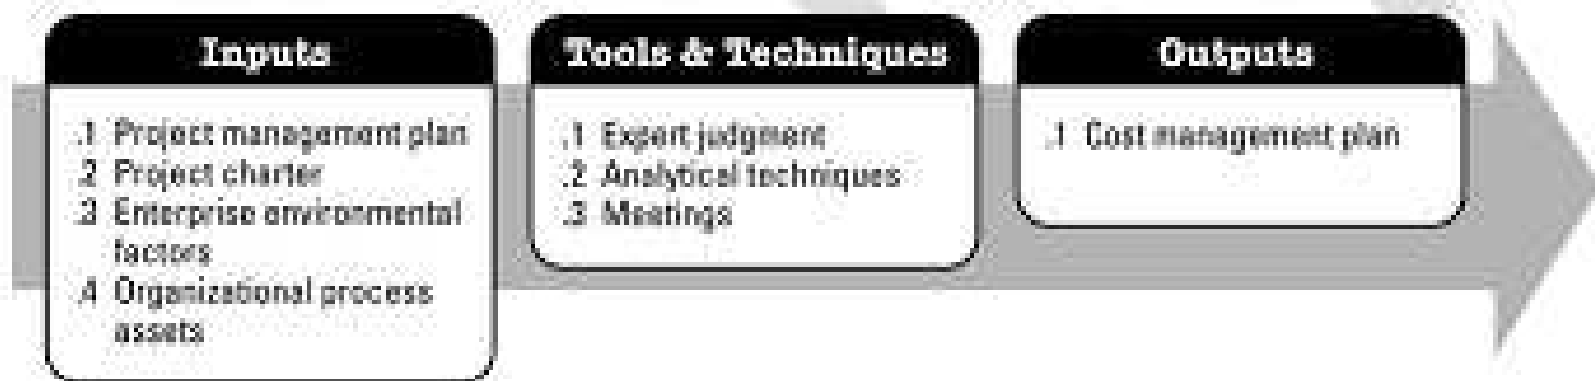 Inputs
.1 Project management plan
.2 Project charter
.3 Enterprise environmental
factors
.4 Organizational process
assets
Tools & Techniques
.1 Expert judgment
.2 Analytical techniques
.3 Meetings
Outputs
.1 Cost management plan